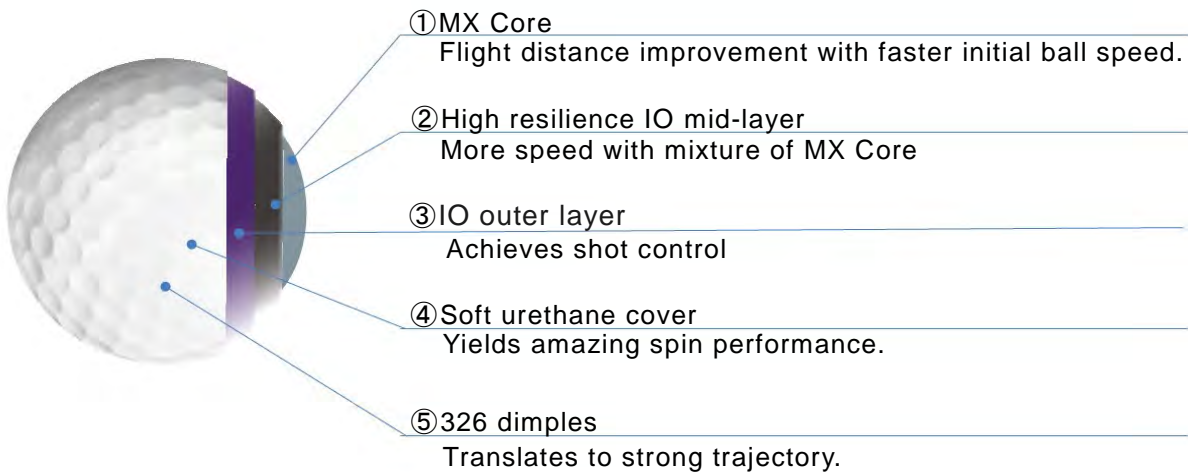 ①MX Core
Flight distance improvement with faster initial ball speed.
②High resilience IO mid-layer
More speed with mixture of MX Core
③IO outer layer
Achieves shot control
④Soft urethane cover
Yields amazing spin performance.
⑤326 dimples
Translates to strong trajectory.